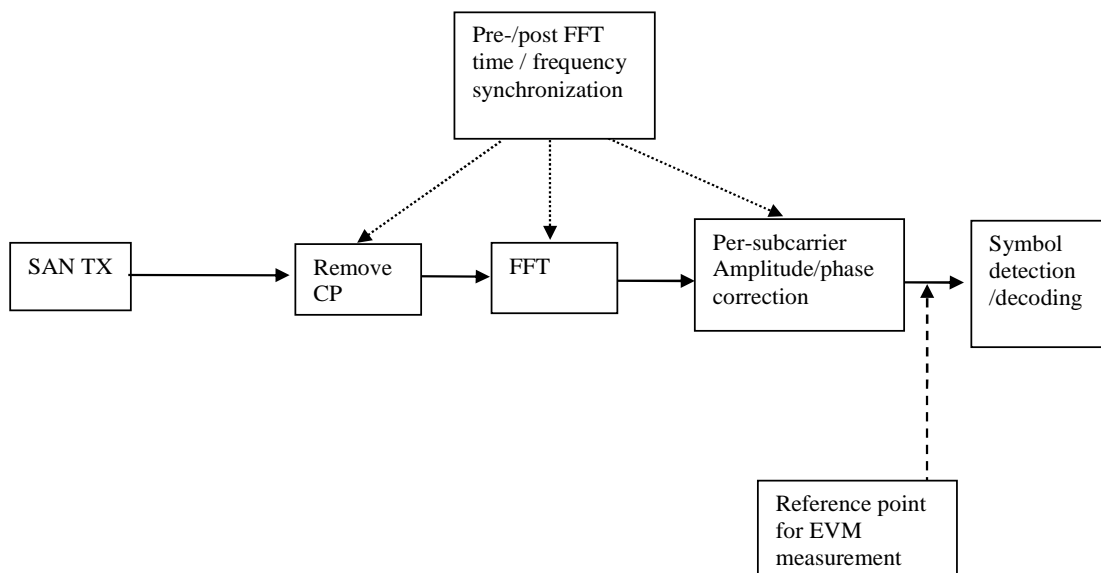 Pre-/post FFT
time / frequency
synchronization
SAN TX
Remove
CP
FFT
Per-subcarrier
Amplitude/phase
correction
Symbol
detection
/decoding
Reference point
for EVM
measurement